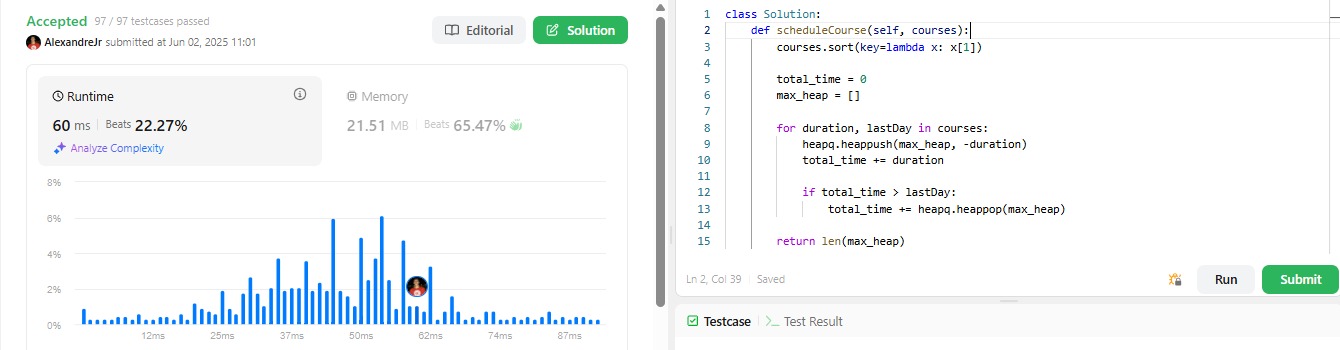 Accepted 97 / 97 testcases passed
AlexandreJr submitted at Jun 02, 2025 11:01
Editorial
Solution
Runtime
60 ms Beats 22.27%
Analyze Complexity
Memory
21.51 MB Beats 65.47%
8%
6%
4%
2%
0%
12ms 25ms 37ms 50ms 62ms 74ms 87ms
1 class Solution:
2 def scheduleCourse(self, courses):
3 courses.sort(key=lambda x: x[1])
4
5 total_time = 0
6 max_heap = []
7
8 for duration, lastDay in courses:
9 heapq.heappush(max_heap, -duration)
10 total_time += duration
11
12 if total_time > lastDay:
13 total_time += heapq.heappop(max_heap)
14
15 return len(max_heap)
Ln 2, Col 39 Saved
Run
Submit
Testcase
Test Result